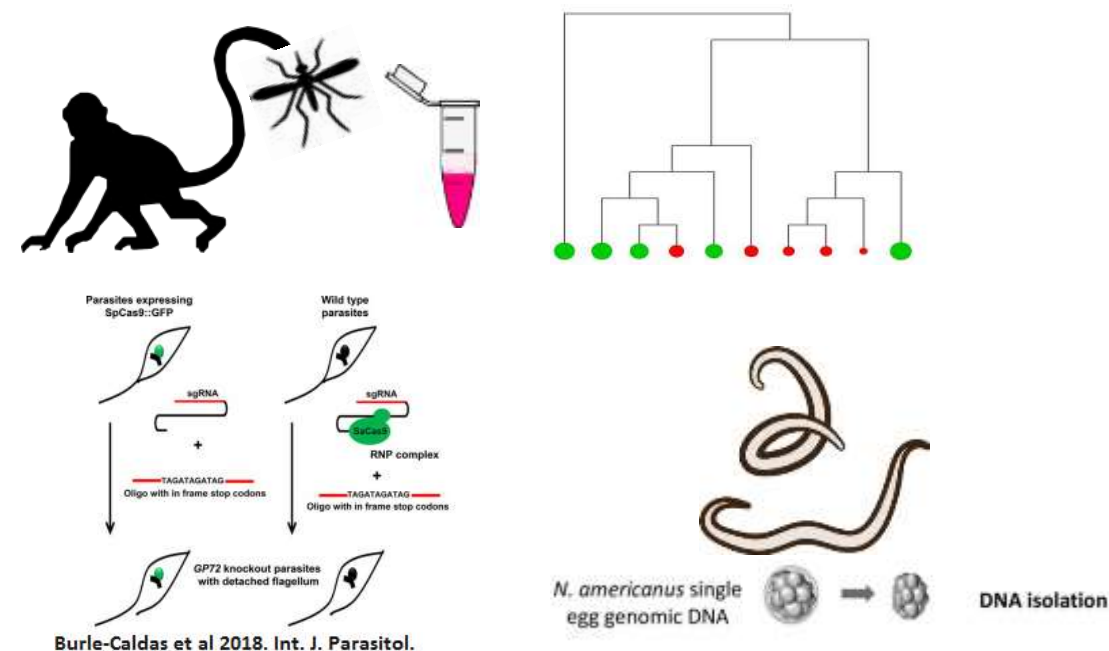 Parasites expressing
SpCas9::GFP
Wild type
parasites
sgRNA
sgRNA
SaCas9
RNP complex
+
+
TAGATAGATAG
Oligo with in frame stop codons
TAGATAGATAG
Oligo with in frame stop codons
GP72 knockout parasites
with detached flagellum
Burle-Caldas et al 2018. Int. J. Parasitol.
N. americanus single
egg genomic DNA
DNA isolation